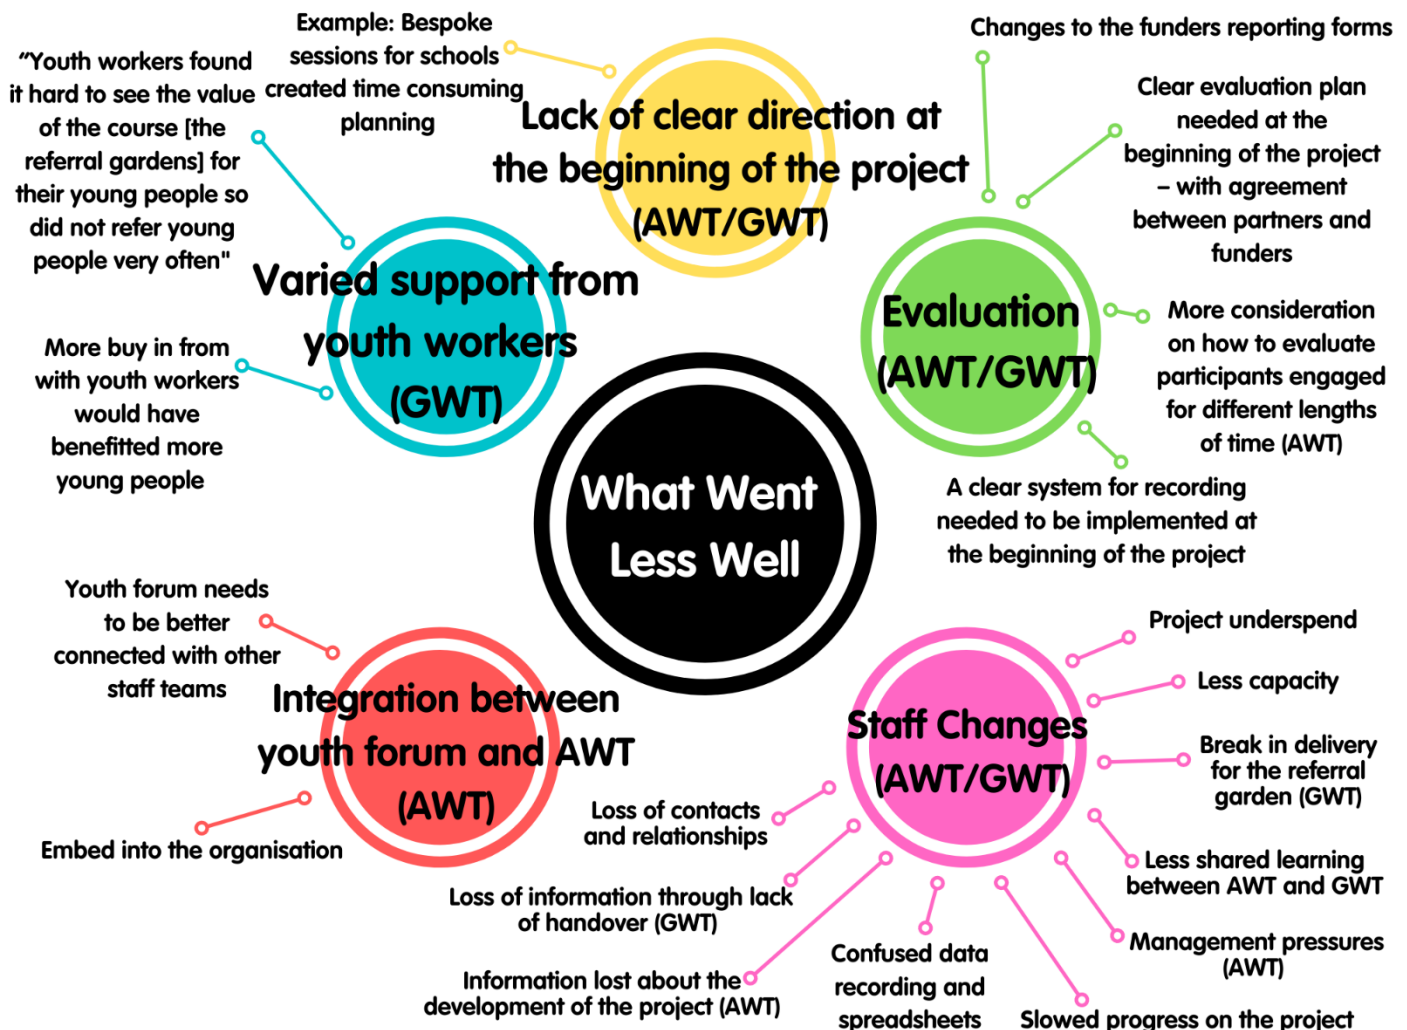 Example: Bespoke
sessions for schools
created time consuming
planning
Lack of clear direction at
the beginning of the project
(AWT/GWT)
Changes to the funders reporting forms
Clear evaluation plan
needed at the
beginning of the project
– with agreement
between partners and
funders
Evaluation
(AWT/GWT)
More consideration
on how to evaluate
participants engaged
for different lengths
of time (AWT)
A clear system for recording
needed to be implemented at
the beginning of the project
“Youth workers found
it hard to see the value
of the course [the
referral gardens] for
their young people so
did not refer young
people very often"
Varied support from
youth workers
(GWT)
More buy in from
with youth workers
would have
benefitted more
young people
What Went
Less Well
Youth forum needs
to be better
connected with other
staff teams
Integration between
youth forum and AWT
(AWT)
Embed into the organisation
Staff Changes
(AWT/GWT)
Project underspend
Less capacity
Break in delivery
for the referral
garden (GWT)
Less shared learning
between AWT and GWT
Management pressures
(AWT)
Slowed progress on the project
Confused data
recording and
spreadsheets
Information lost about the
development of the project (AWT)
Loss of information through lack
of handover (GWT)
Loss of contacts
and relationships